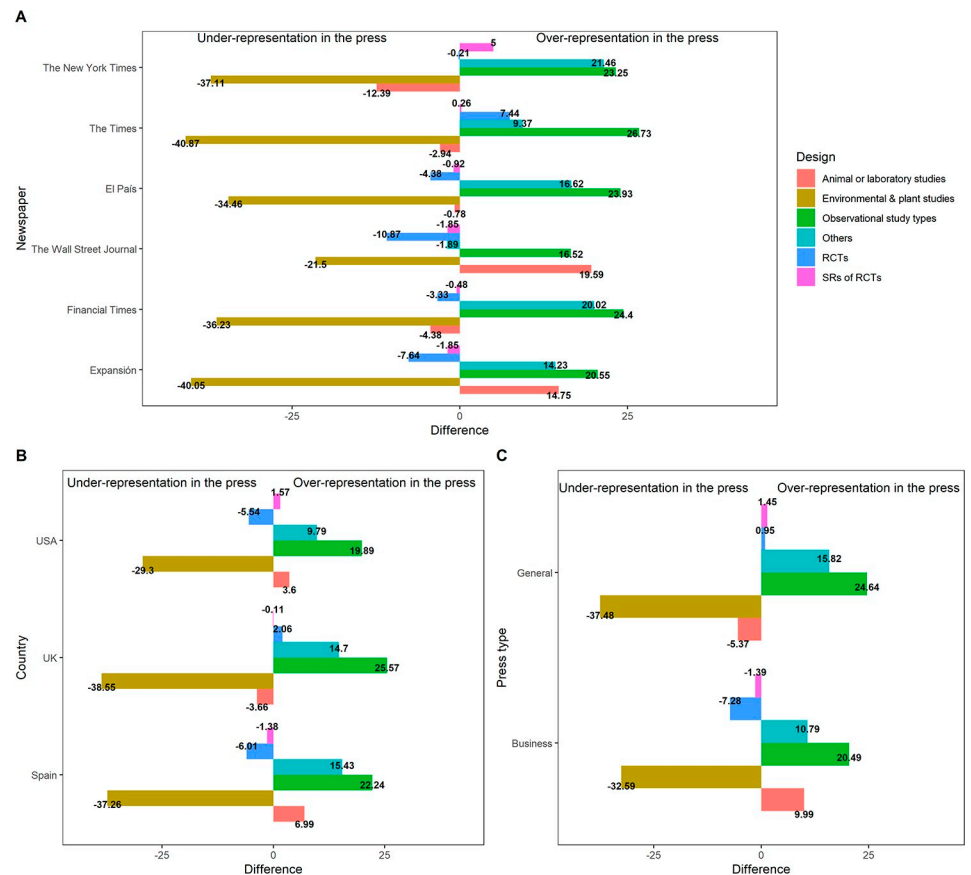 A
Under-representation in the press Over-representation in the press
5
-0.21
The New York Times
21.46
23.25
-37.11
-12.39
0.26
7.44
The Times
9.37
26.73
-40.87
-2.94
-0.92
-4.38
El País
16.62
23.93
-34.46
-0.78
-1.85
-10.87
The Wall Street Journal
-1.89
16.52
-21.5
19.59
-0.48
-3.33
Financial Times
20.02
24.4
-36.23
-4.38
-1.85
-7.64
Expansión
14.23
20.55
-40.05
14.75
-25 0 25
Difference
Newspaper
Design
Animal or laboratory studies
Environmental & plant studies
Observational study types
Others
RCTs
SRs of RCTs
B
Under-representation in the press Over-representation in the press
1.57
-5.54
USA
9.79
19.89
-29.3
3.6
-0.11
2.06
UK
14.7
25.57
-38.55
-3.66
-1.38
-6.01
Spain
15.43
22.24
-37.26
6.99
-25 0 25
Difference
Country
C
Under-representation in the press Over-representation in the press
1.45
0.95
General
15.82
24.64
-37.48
-5.37
-1.39
-7.28
Business
10.79
20.49
-32.59
9.99
-25 0 25
Difference
Press type